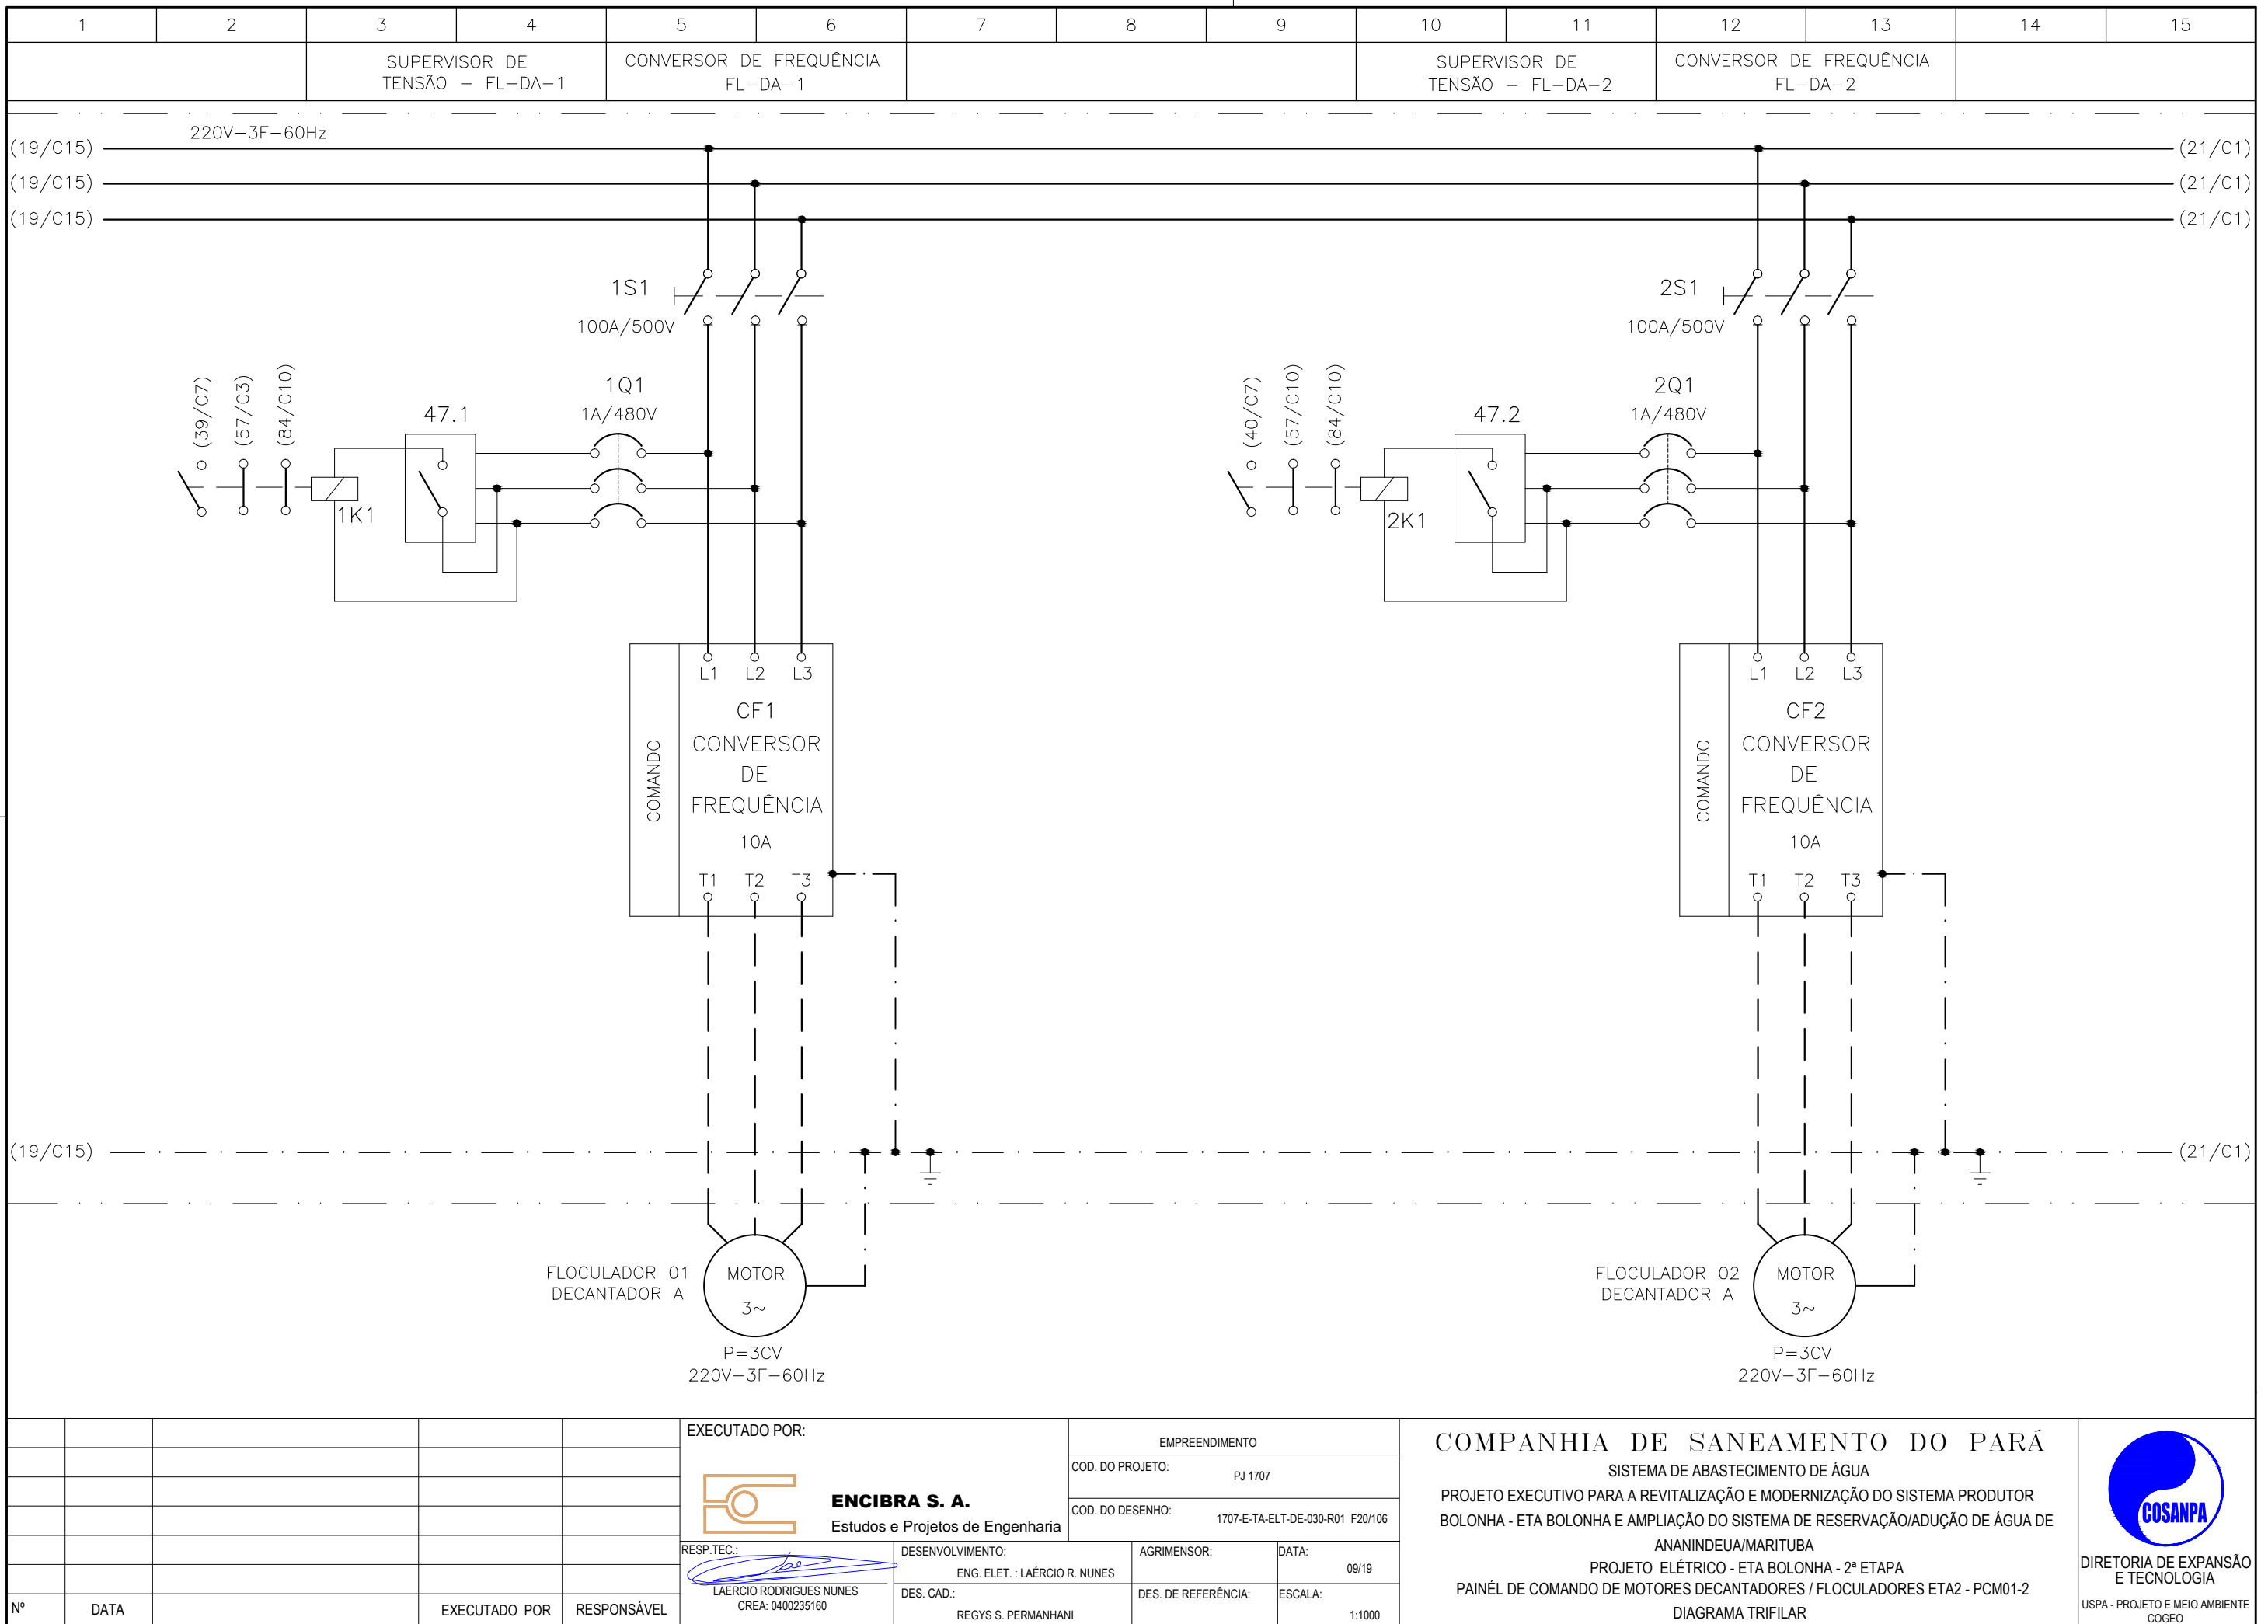 1 2 3 4 5 6 7 8 9 10 11 12 13 14 15
SUPERVISOR DE
TENSÃO – FL–DA–1
CONVERSOR DE FREQUÊNCIA
FL–DA–1
SUPERVISOR DE
TENSÃO – FL–DA–2
CONVERSOR DE FREQUÊNCIA
FL–DA–2
220V–3F–60Hz
(19/C15) (21/C1)
(19/C15) (21/C1)
(19/C15) (21/C1)
1S1
100A/500V
1Q1
1A/480V
47.1
(39/C7)
(57/C3)
(84/C10)
1K1
2S1
100A/500V
2Q1
1A/480V
47.2
(40/C7)
(57/C10)
(84/C10)
2K1
COMANDO
L1 L2 L3
CF1
CONVERSOR
DE
FREQUÊNCIA
10A
T1 T2 T3
COMANDO
L1 L2 L3
CF2
CONVERSOR
DE
FREQUÊNCIA
10A
T1 T2 T3
(19/C15) (21/C1)
FLOCULADOR 01
DECANTADOR A
MOTOR
3~
P=3CV
220V–3F–60Hz
FLOCULADOR 02
DECANTADOR A
MOTOR
3~
P=3CV
220V–3F–60Hz
Nº DATA EXECUTADO POR RESPONSÁVEL
EXECUTADO POR:
ENCIBRA S. A.
Estudos e Projetos de Engenharia
EMPREENDIMENTO
COD. DO PROJETO: PJ 1707
COD. DO DESENHO: 1707-E-TA-ELT-DE-030-R01 F20/106
RESP.TEC.:
LAERCIO RODRIGUES NUNES
CREA: 0400235160
DESENVOLVIMENTO:
ENG. ELET. : LAÉRCIO R. NUNES
AGRIMENSOR:
DATA:
09/19
DES. CAD.:
REGYS S. PERMANHANI
DES. DE REFERÊNCIA:
ESCALA:
1:1000
COMPANHIA DE SANEAMENTO DO PARÁ
SISTEMA DE ABASTECIMENTO DE ÁGUA
PROJETO EXECUTIVO PARA A REVITALIZAÇÃO E MODERNIZAÇÃO DO SISTEMA PRODUTOR
BOLONHA - ETA BOLONHA E AMPLIAÇÃO DO SISTEMA DE RESERVAÇÃO/ADUÇÃO DE ÁGUA DE
ANANINDEUA/MARITUBA
PROJETO ELÉTRICO - ETA BOLONHA - 2ª ETAPA
PAINÉL DE COMANDO DE MOTORES DECANTADORES / FLOCULADORES ETA2 - PCM01-2
DIAGRAMA TRIFILAR
COSANPA
DIRETORIA DE EXPANSÃO
E TECNOLOGIA
USPA - PROJETO E MEIO AMBIENTE
COGEO